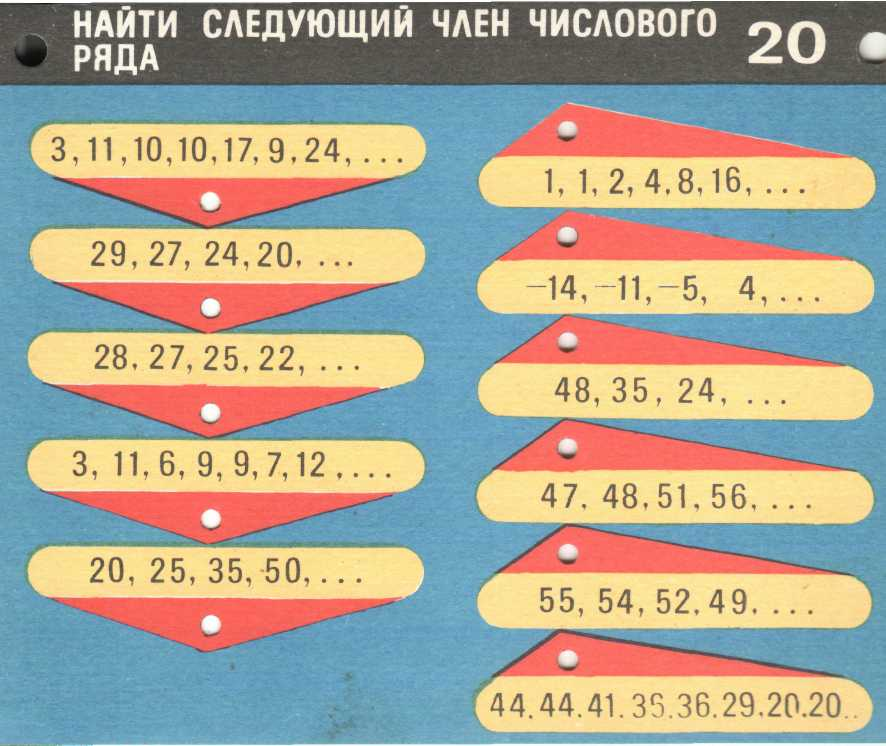 НАЙТИ СЛЕДУЮЩИЙ ЧЛЕН ЧИСЛОВОГО
РЯДА
20
3, 11, 10, 10, 17, 9, 24, ...
29, 27, 24, 20, ...
28, 27, 25, 22, ...
3, 11, 6, 9, 9, 7, 12, ...
20, 25, 35, 50, ...
1, 1, 2, 4, 8, 16, ...
-14, -11, -5, 4, ...
48, 35, 24, ...
47, 48, 51, 56, ...
55, 54, 52, 49, ...
44. 44. 41. 36. 36. 29. 20. 20..